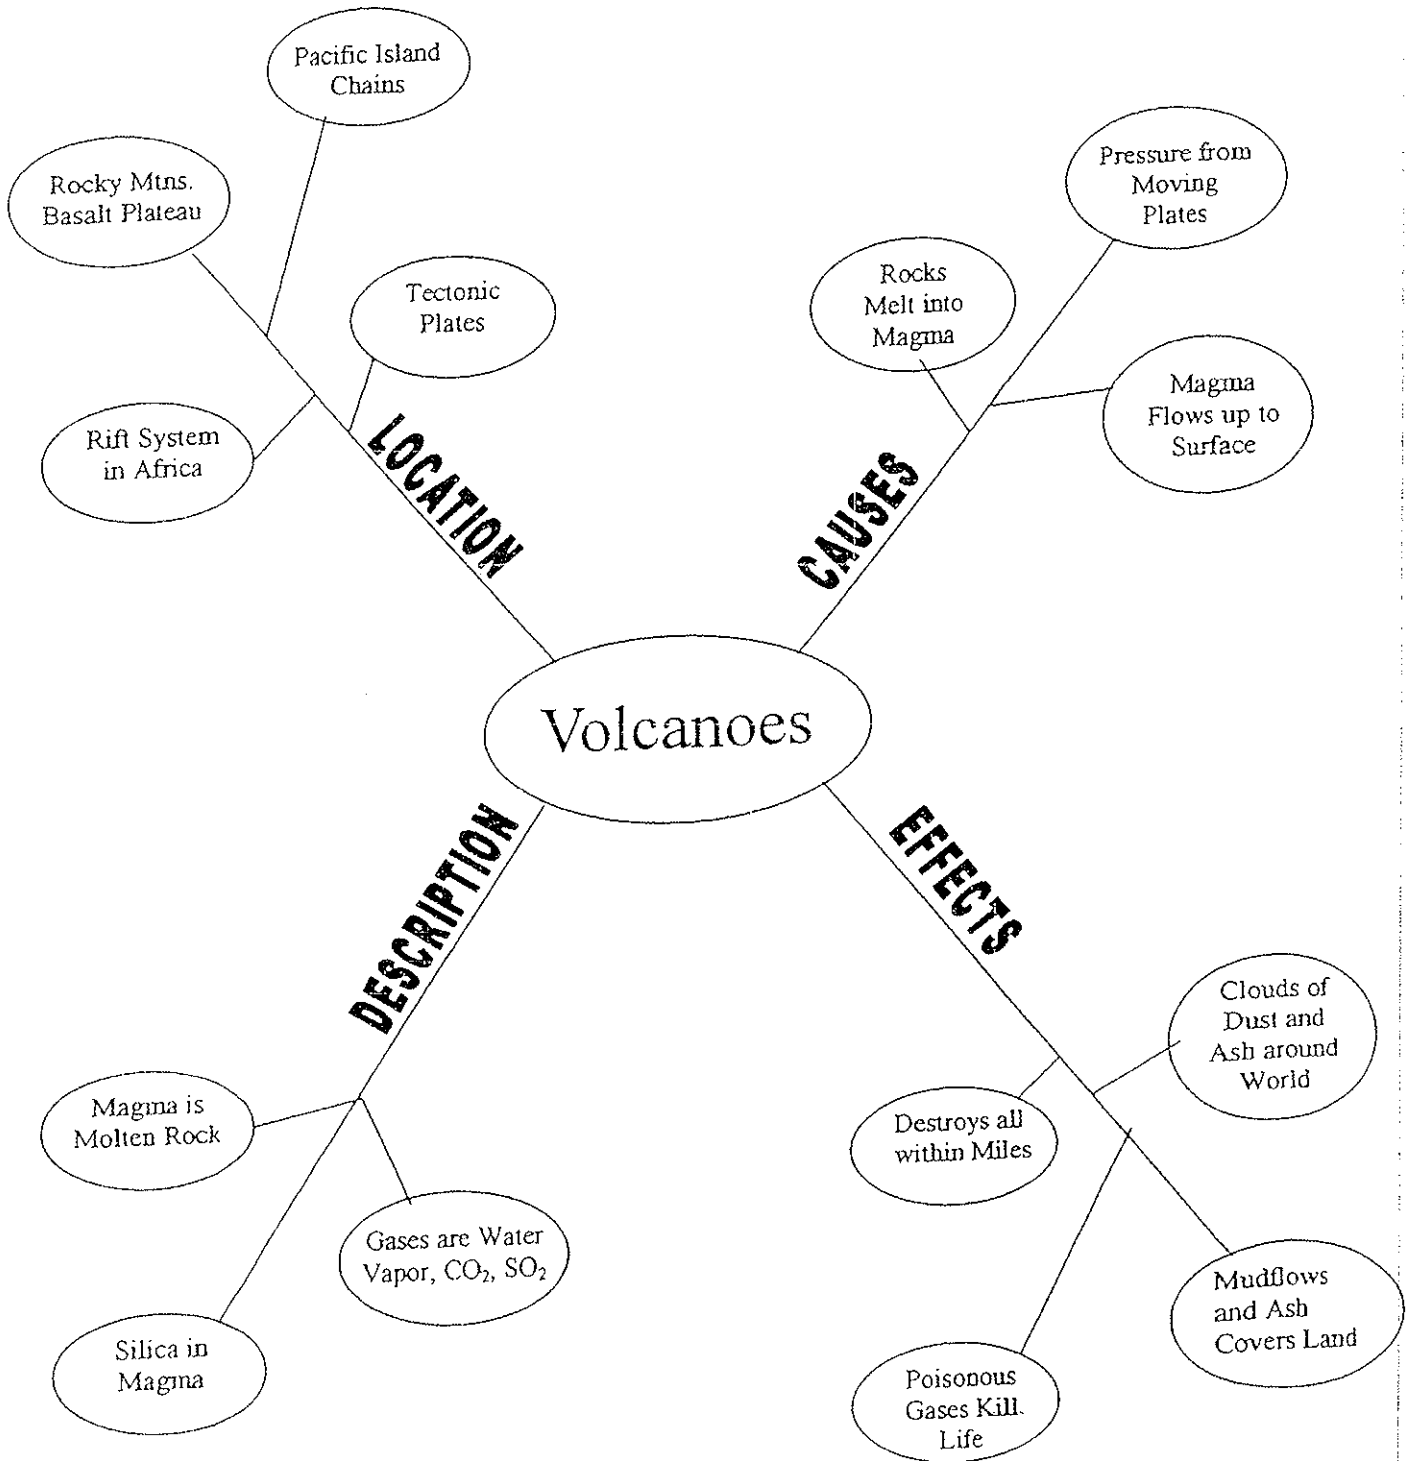 Pacific Island
Chains
Rocky Mtns.
Basalt Plateau
Tectonic
Plates
Rift System
in Africa
LOCATION
Pressure from
Moving
Plates
Rocks
Melt into
Magma
Magma
Flows up to
Surface
CAUSES
Volcanoes
DESCRIPTION
Magma is
Molten Rock
Gases are Water
Vapor, CO₂, SO₂
Silica in
Magma
EFFECTS
Clouds of
Dust and
Ash around
World
Destroys all
within Miles
Mudflows
and Ash
Covers Land
Poisonous
Gases Kill
Life